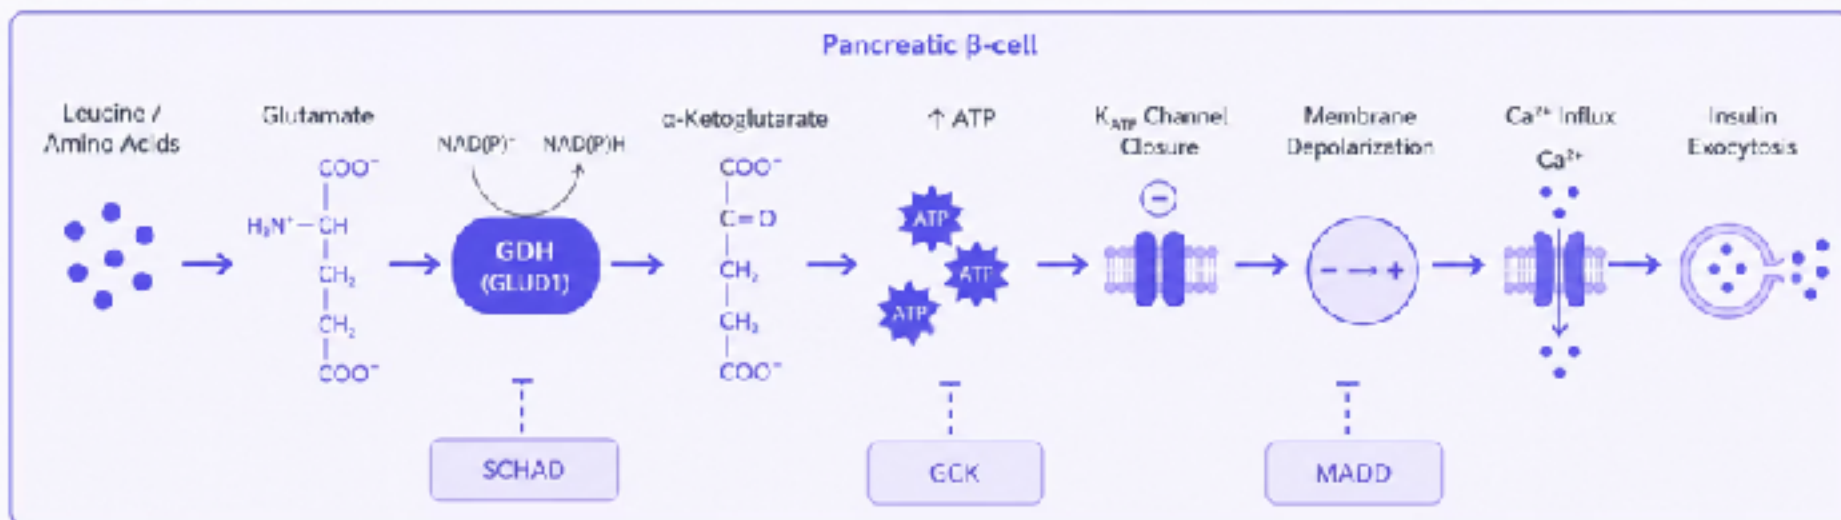 Pancreatic β-cell
Leucine /
Amino Acids
Glutamate
COO⁻
H₃N⁺—CH
CH₂
CH₂
COO⁻
NAD(P)⁺ NAD(P)H
GDH
(GLUD1)
α-Ketoglutarate
COO⁻
C=O
CH₂
CH₂
COO⁻
↑ ATP
ATP
ATP
ATP
K_ATP Channel
Closure
−
Membrane
Depolarization
− → +
Ca²⁺ Influx
Ca²⁺
Insulin
Exocytosis
SCHAD
GCK
MADD